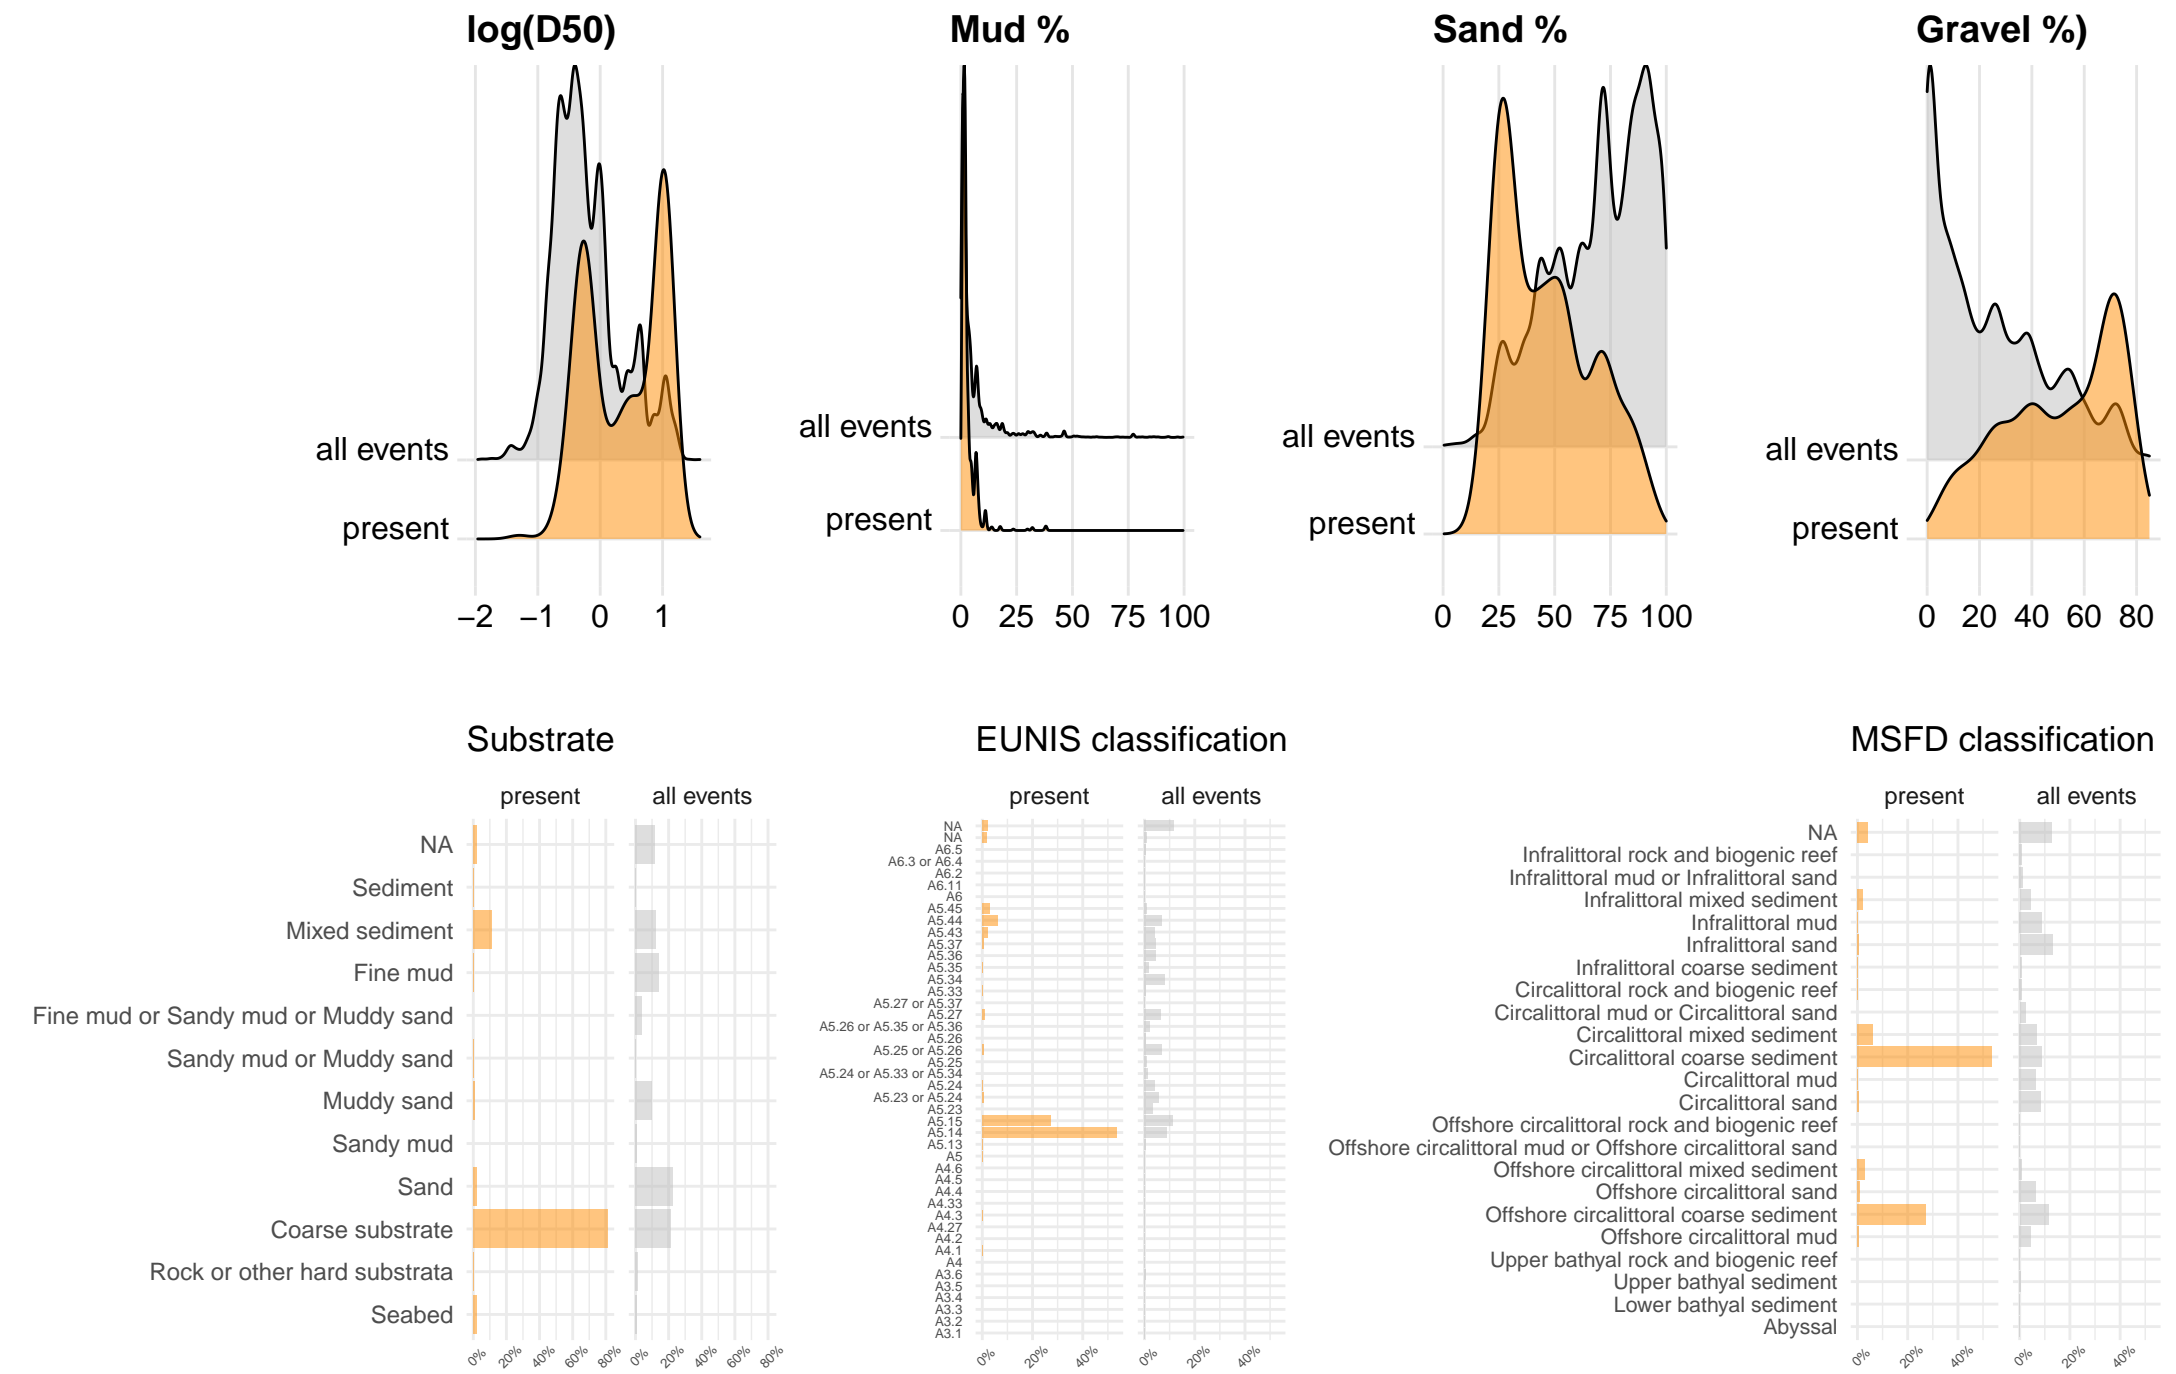 log(D50) Mud % Sand % Gravel %)
all events all events all events all events
present present present present
−2 −1 0 1 0 25 50 75 100 0 25 50 75 100 0 20 40 60 80
Substrate EUNIS classification MSFD classification
present all events present all events present all events
NA
Sediment
Mixed sediment
Fine mud
Fine mud or Sandy mud or Muddy sand
Sandy mud or Muddy sand
Muddy sand
Sandy mud
Sand
Coarse substrate
Rock or other hard substrata
Seabed
0% 20% 40% 60% 80% 0% 20% 40% 60% 80%
NA
NA
A6.5
A6.3 or A6.4
A6.2
A6.11
A6
A5.45
A5.44
A5.43
A5.37
A5.36
A5.35
A5.34
A5.33
A5.27 or A5.37
A5.27
A5.26 or A5.35 or A5.36
A5.26
A5.25 or A5.26
A5.25
A5.24 or A5.33 or A5.34
A5.24
A5.23 or A5.24
A5.23
A5.15
A5.14
A5.13
A5
A4.6
A4.5
A4.4
A4.33
A4.3
A4.27
A4.2
A4.1
A4
A3.6
A3.5
A3.4
A3.3
A3.2
A3.1
0% 20% 40% 0% 20% 40%
NA
Infralittoral rock and biogenic reef
Infralittoral mud or Infralittoral sand
Infralittoral mixed sediment
Infralittoral mud
Infralittoral sand
Infralittoral coarse sediment
Circalittoral rock and biogenic reef
Circalittoral mud or Circalittoral sand
Circalittoral mixed sediment
Circalittoral coarse sediment
Circalittoral mud
Circalittoral sand
Offshore circalittoral rock and biogenic reef
Offshore circalittoral mud or Offshore circalittoral sand
Offshore circalittoral mixed sediment
Offshore circalittoral sand
Offshore circalittoral coarse sediment
Offshore circalittoral mud
Upper bathyal rock and biogenic reef
Upper bathyal sediment
Lower bathyal sediment
Abyssal
0% 20% 40% 0% 20% 40%